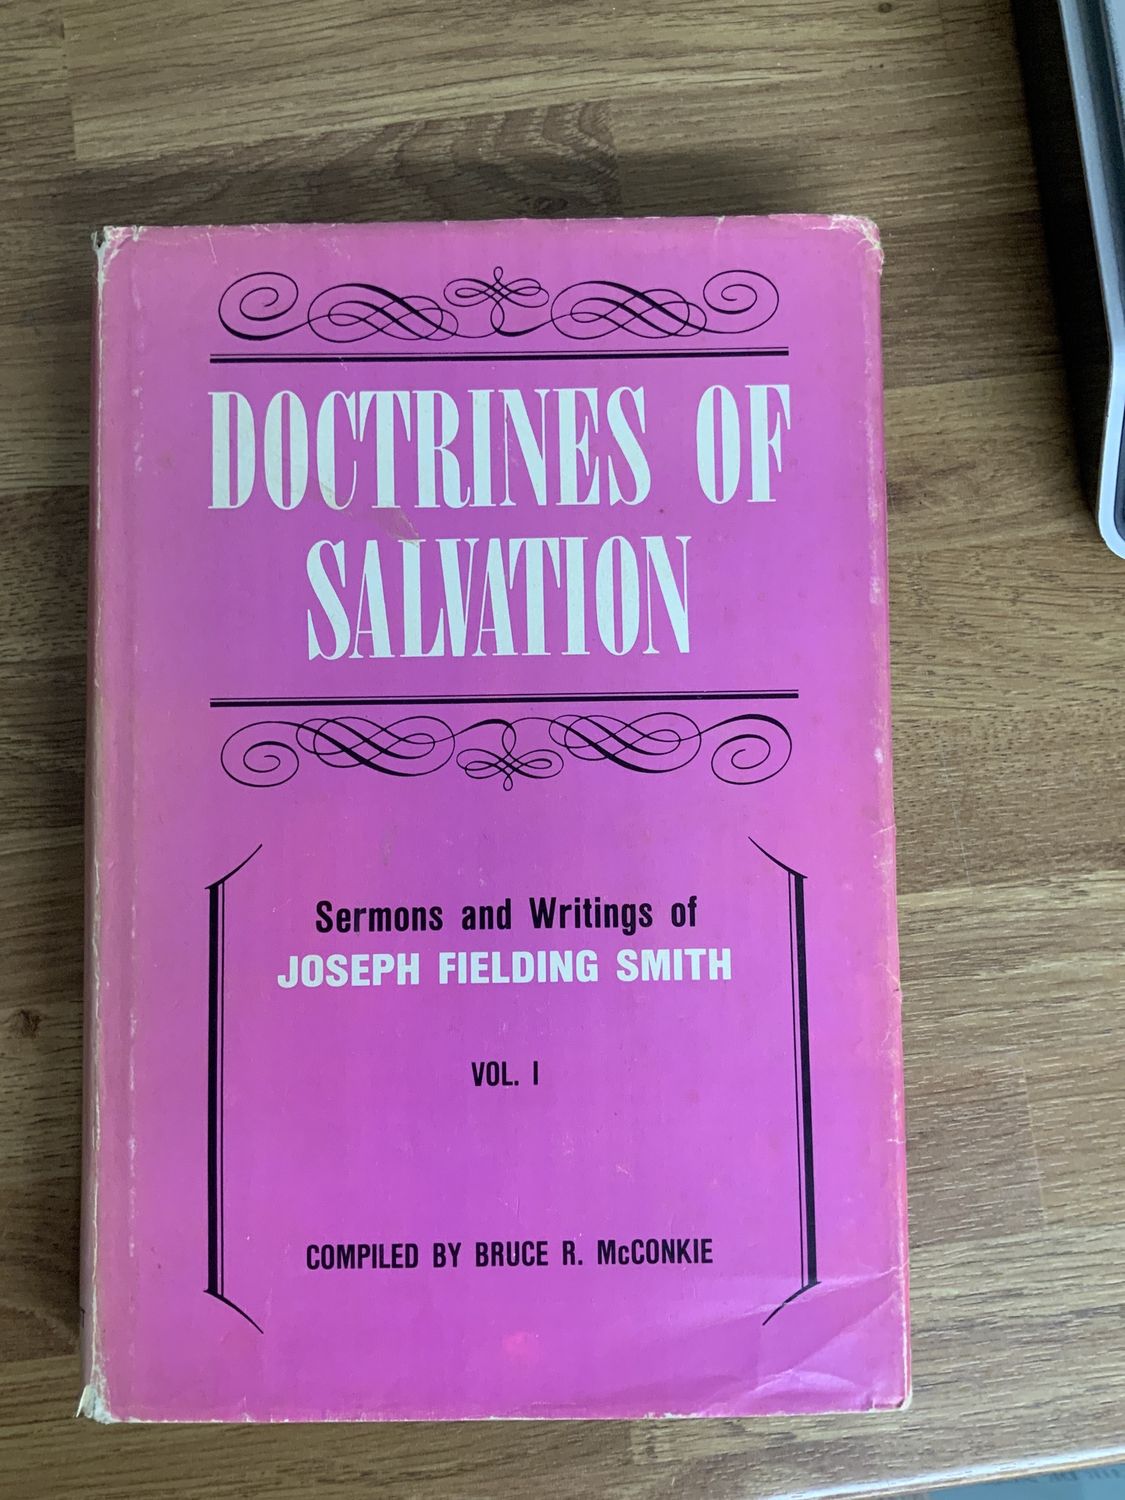 DOCTRINES OF
SALVATION
Sermons and Writings of
JOSEPH FIELDING SMITH
VOL. I
COMPILED BY BRUCE R. McCONKIE